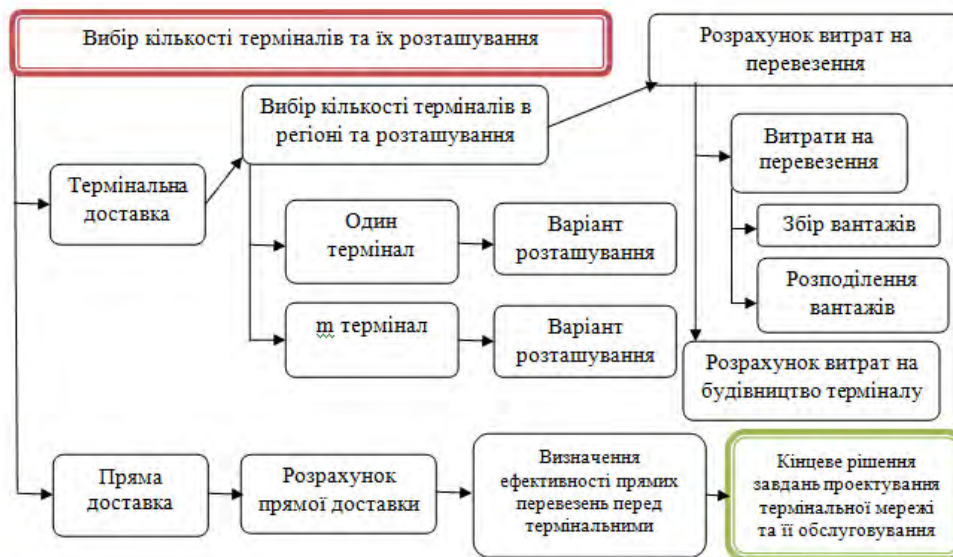 Вибір кількості терміналів та їх розташування
Розрахунок витрат на
перевезення
Вибір кількості терміналів в
регіоні та розташування
Витрати на
перевезення
Термінальна
доставка
Один
термінал
Варіант
розташування
Збір вантажів
Розподілення
вантажів
m термінал
Варіант
розташування
Розрахунок витрат на
будівництво терміналу
Пряма
доставка
Розрахунок
прямої доставки
Визначення
ефективності прямих
перевезень перед
термінальними
Кінцеве рішення
завдань проектування
термінальної мережі
та її обслуговування